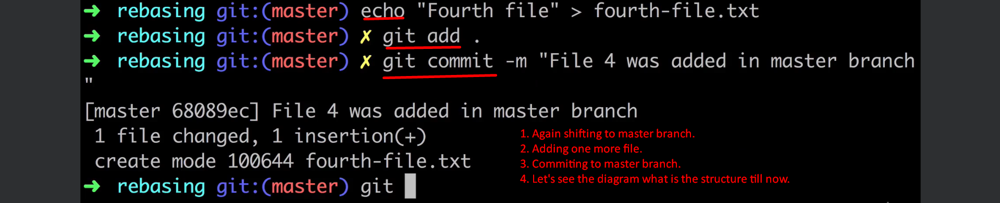 ➜ rebasing git:(master) echo "Fourth file" > fourth-file.txt
➜ rebasing git:(master) ✗ git add .
➜ rebasing git:(master) ✗ git commit -m "File 4 was added in master branch
"
[master 68089ec] File 4 was added in master branch
1 file changed, 1 insertion(+)
create mode 100644 fourth-file.txt
➜ rebasing git:(master) git
1. Again shifting to master branch.
2. Adding one more file.
3. Commiting to master branch.
4. Let's see the diagram what is the structure till now.